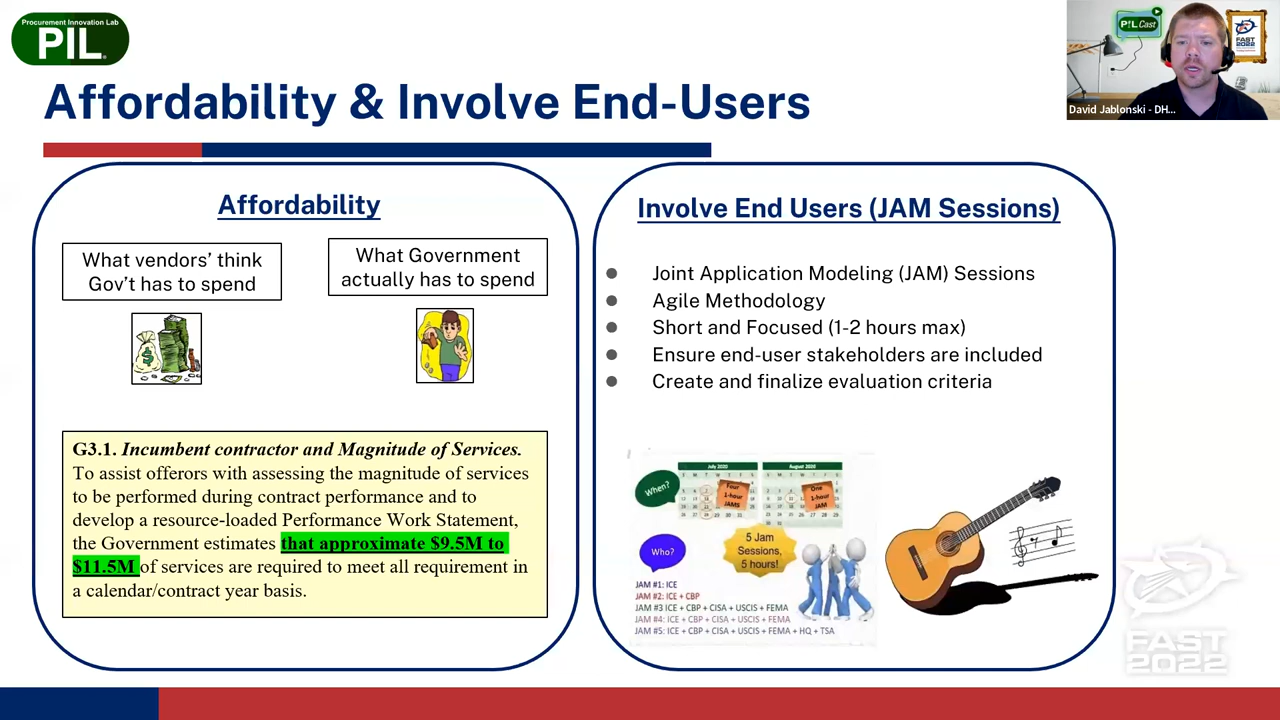 Procurement Innovation Lab
PIL
Affordability & Involve End-Users
PIL Cast
FAST
2022
David Jablonski - DH...
Affordability
What vendors' think
Gov't has to spend
What Government
actually has to spend
G3.1. Incumbent contractor and Magnitude of Services.
To assist offerors with assessing the magnitude of services
to be performed during contract performance and to
develop a resource-loaded Performance Work Statement,
the Government estimates that approximate $9.5M to
$11.5M of services are required to meet all requirement in
a calendar/contract year basis.
Involve End Users (JAM Sessions)
Joint Application Modeling (JAM) Sessions
Agile Methodology
Short and Focused (1-2 hours max)
Ensure end-user stakeholders are included
Create and finalize evaluation criteria
July 2020
August 2020
When?
Four
1-hour
JAMS
One
1-hour
JAM
Who?
5 Jam
Sessions,
5 hours!
JAM #1: ICE
JAM #2: ICE + CBP
JAM #3 ICE + CBP + CISA + USCIS + FEMA
JAM #4: ICE + CBP + CISA + USCIS + FEMA
JAM #5: ICE + CBP + CISA + USCIS + FEMA + HQ + TSA
FAST
2022